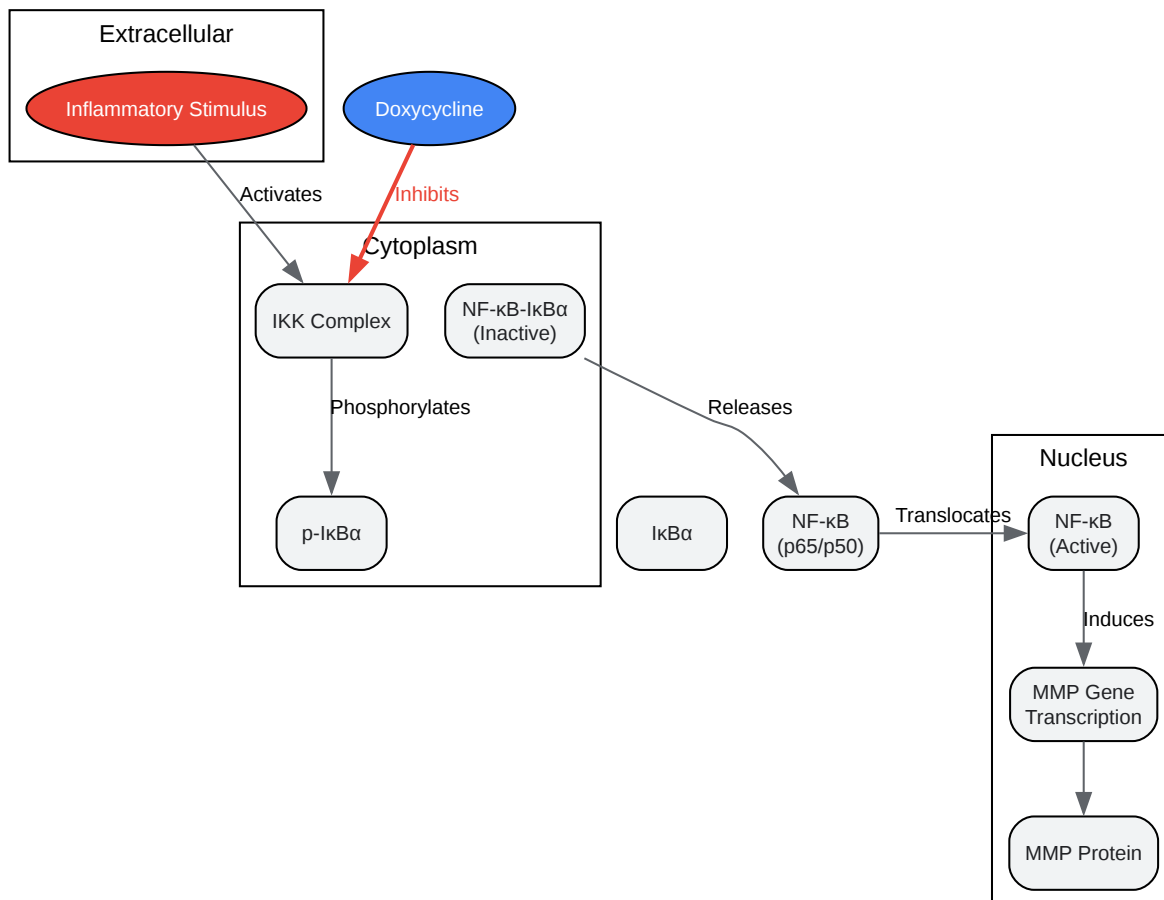 Extracellular
Inflammatory Stimulus
Doxycycline
Activates
Inhibits
Cytoplasm
IKK Complex
NF-κB-IκBα
(Inactive)
Phosphorylates
Releases
Nucleus
p-IκBα
IκBα
NF-κB
(p65/p50)
Translocates
NF-κB
(Active)
Induces
MMP Gene
Transcription
MMP Protein